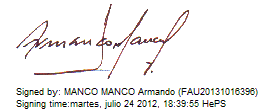 Signed by: MANCO MANCO Armando (FAU20131016396)
Signing time:martes, julio 24 2012, 18:39:55 HePS